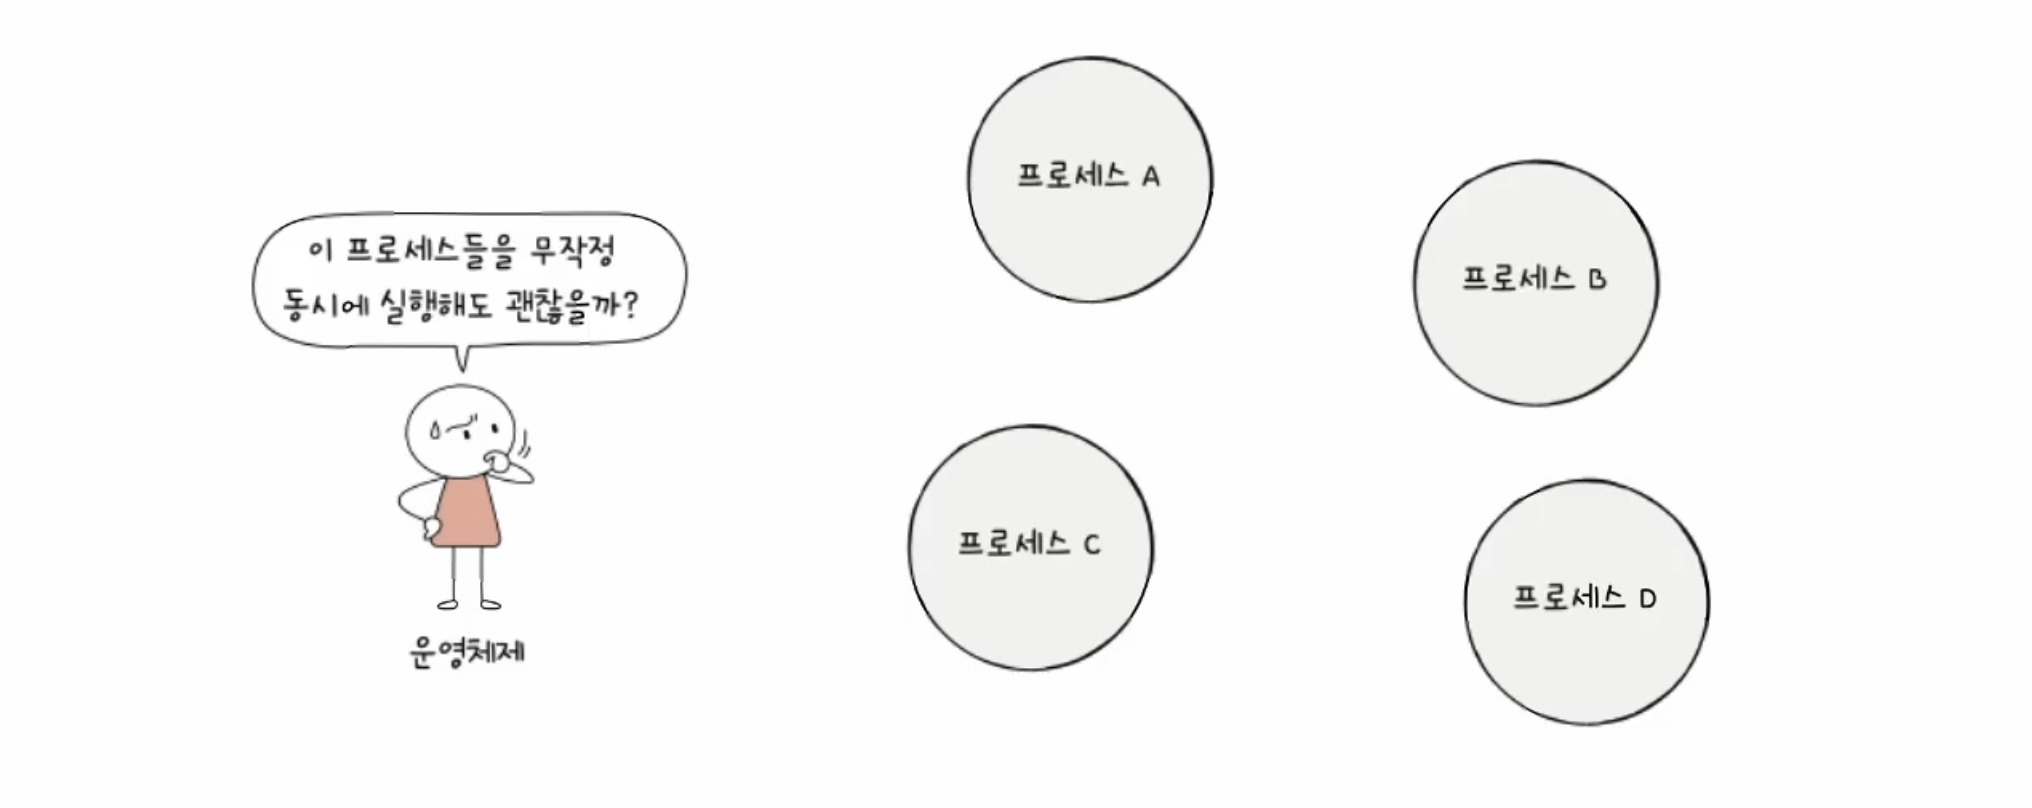 이 프로세스들을 무작정
동시에 실행해도 괜찮을까?
운영체제
프로세스 A
프로세스 B
프로세스 C
프로세스 D